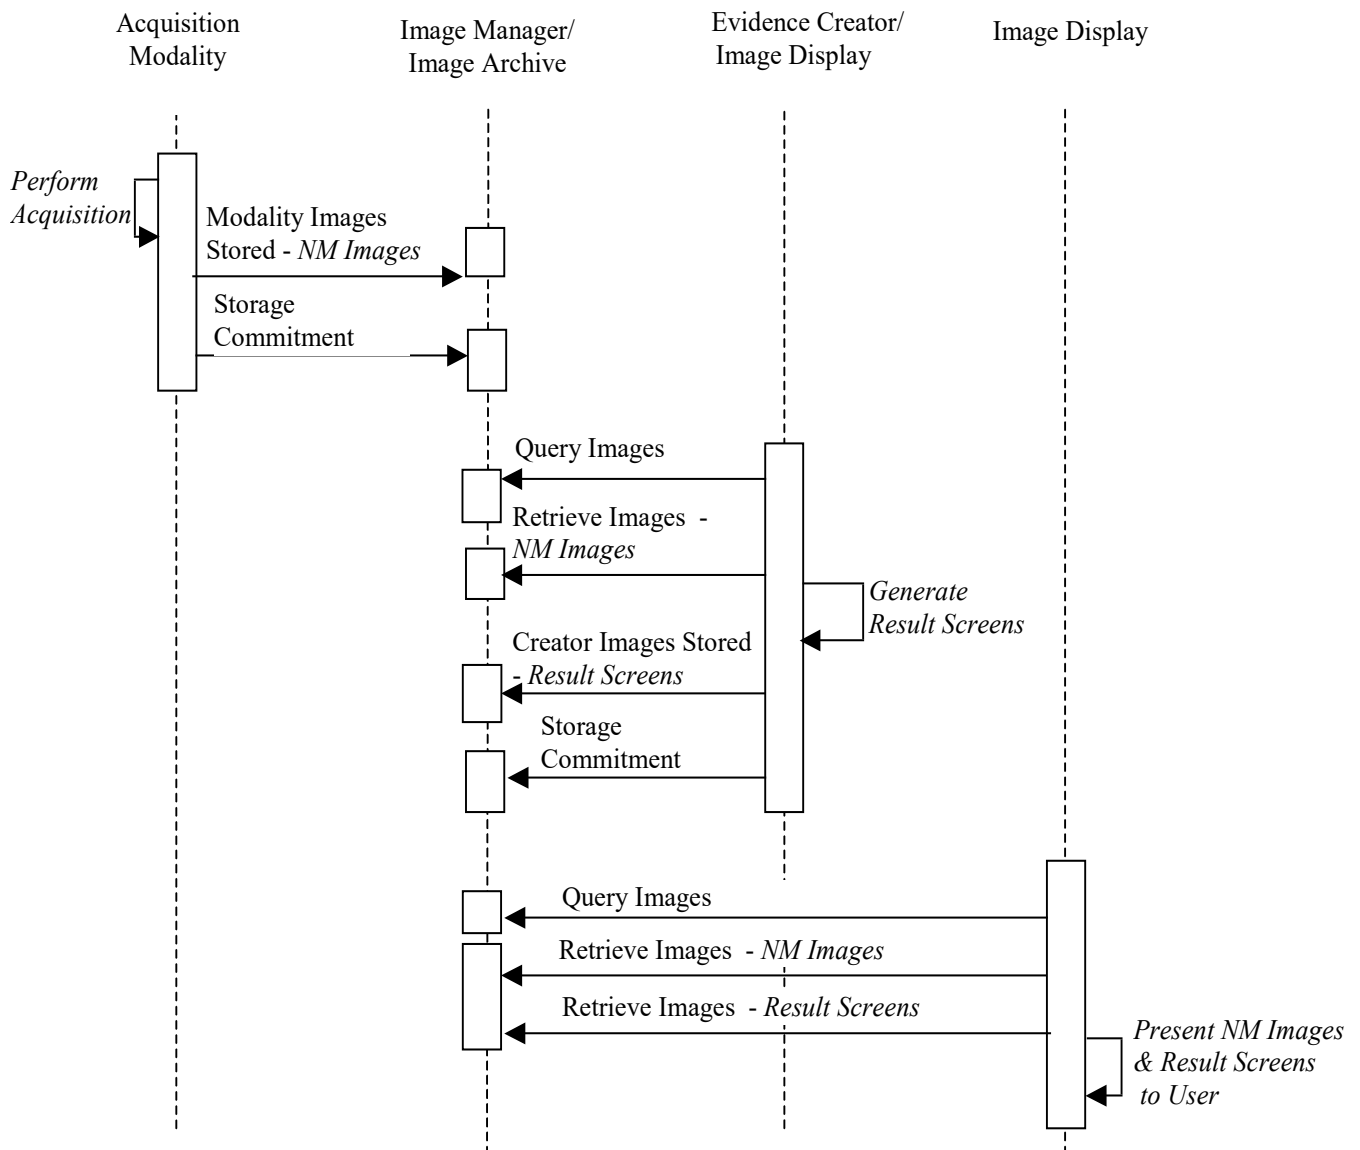 Acquisition
Modality
Image Manager/
Image Archive
Evidence Creator/
Image Display
Image Display
Perform
Acquisition
Modality Images
Stored - NM Images
Storage
Commitment
Query Images
Retrieve Images  -
NM Images
Generate
Result Screens
Creator Images Stored
- Result Screens
Storage
Commitment
Query Images
Retrieve Images  - NM Images
Retrieve Images  - Result Screens
Present NM Images
& Result Screens
to User